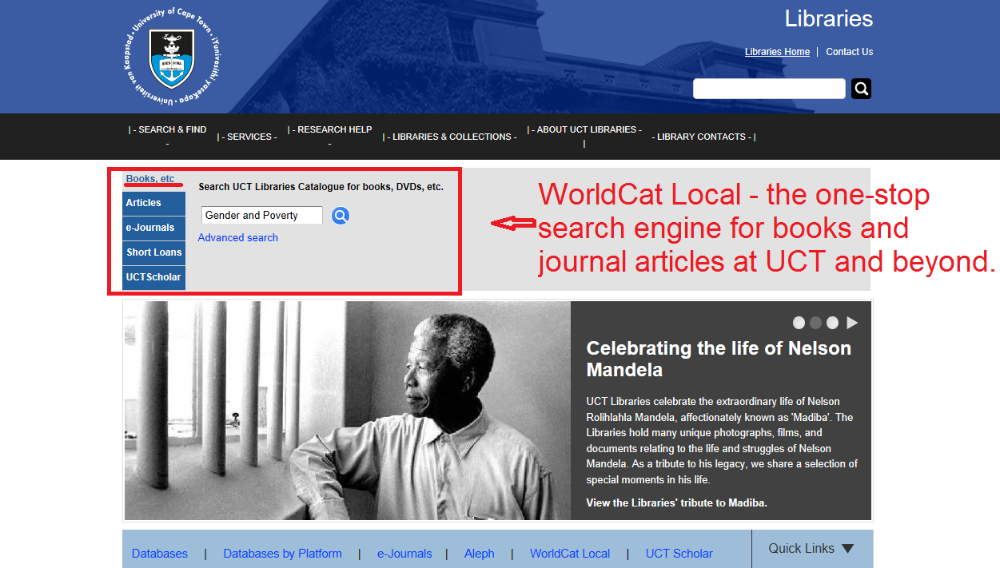 University of Cape Town · iYunivesithi yaseKapa · Universiteit van Kaapstad
Libraries
Libraries Home | Contact Us
| - SEARCH & FIND -
| - SERVICES -
| - RESEARCH HELP -
| - LIBRARIES & COLLECTIONS -
| - ABOUT UCT LIBRARIES - |
- LIBRARY CONTACTS - |
Books, etc
Articles
e-Journals
Short Loans
UCTScholar
Search UCT Libraries Catalogue for books, DVDs, etc.
Gender and Poverty
Advanced search
WorldCat Local - the one-stop
search engine for books and
journal articles at UCT and beyond.
Celebrating the life of Nelson
Mandela
UCT Libraries celebrate the extraordinary life of Nelson
Rolihlahla Mandela, affectionately known as 'Madiba'. The
Libraries hold many unique photographs, films, and
documents relating to the life and struggles of Nelson
Mandela. As a tribute to his legacy, we share a selection of
special moments in his life.
View the Libraries' tribute to Madiba.
Databases | Databases by Platform | e-Journals | Aleph | WorldCat Local | UCT Scholar
Quick Links